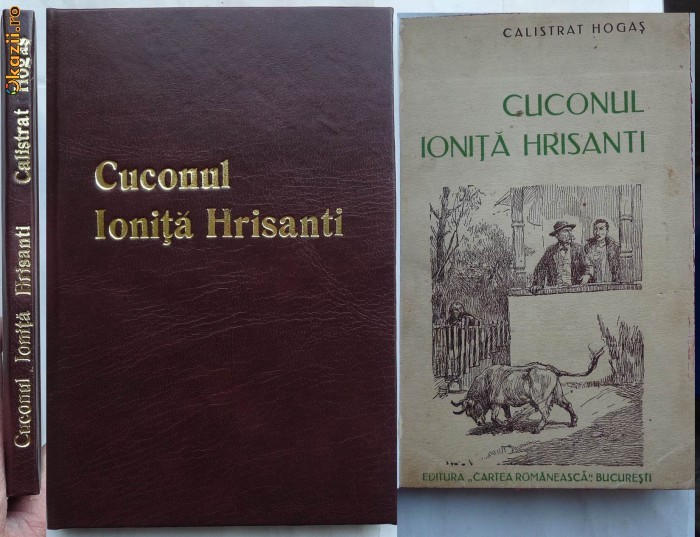 Okazii.ro
Cuconul Ioniță Hrisanti Calistrat Hogaș
Cuconul
Ioniță Hrisanti
CALISTRAT HOGAȘ
CUCONUL
IONIȚĂ HRISANTI
EDITURA „CARTEA ROMÂNEASCĂ”, BUCUREȘTI